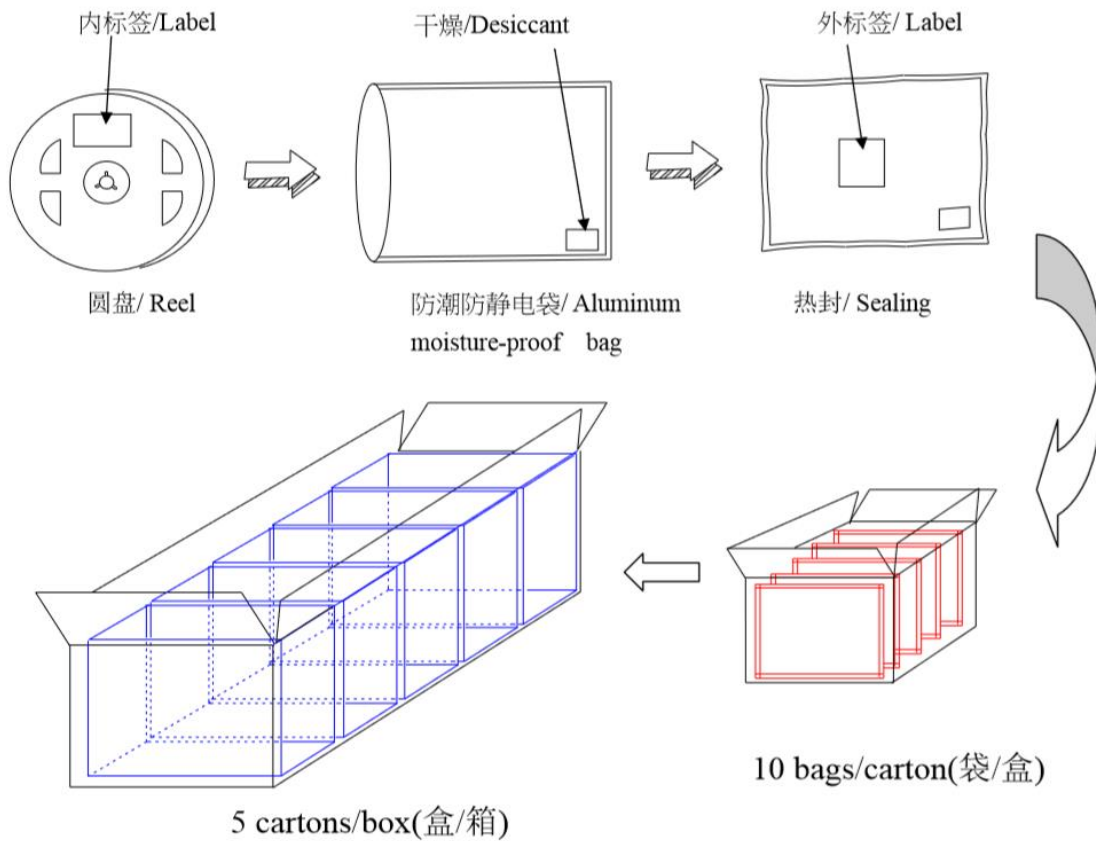 内标签/Label
干燥/Desiccant
外标签/ Label
圆盘/ Reel
防潮防静电袋/ Aluminum
moisture-proof bag
热封/ Sealing
10 bags/carton(袋/盒)
5 cartons/box(盒/箱)